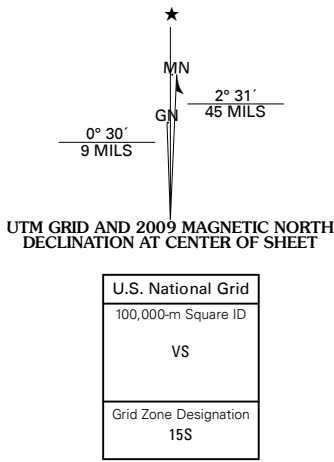 ★
MN
2° 31´
45 MILS
GN
0° 30´
9 MILS
UTM GRID AND 2009 MAGNETIC NORTH
DECLINATION AT CENTER OF SHEET
U.S. National Grid
100,000-m Square ID
VS
Grid Zone Designation
15S